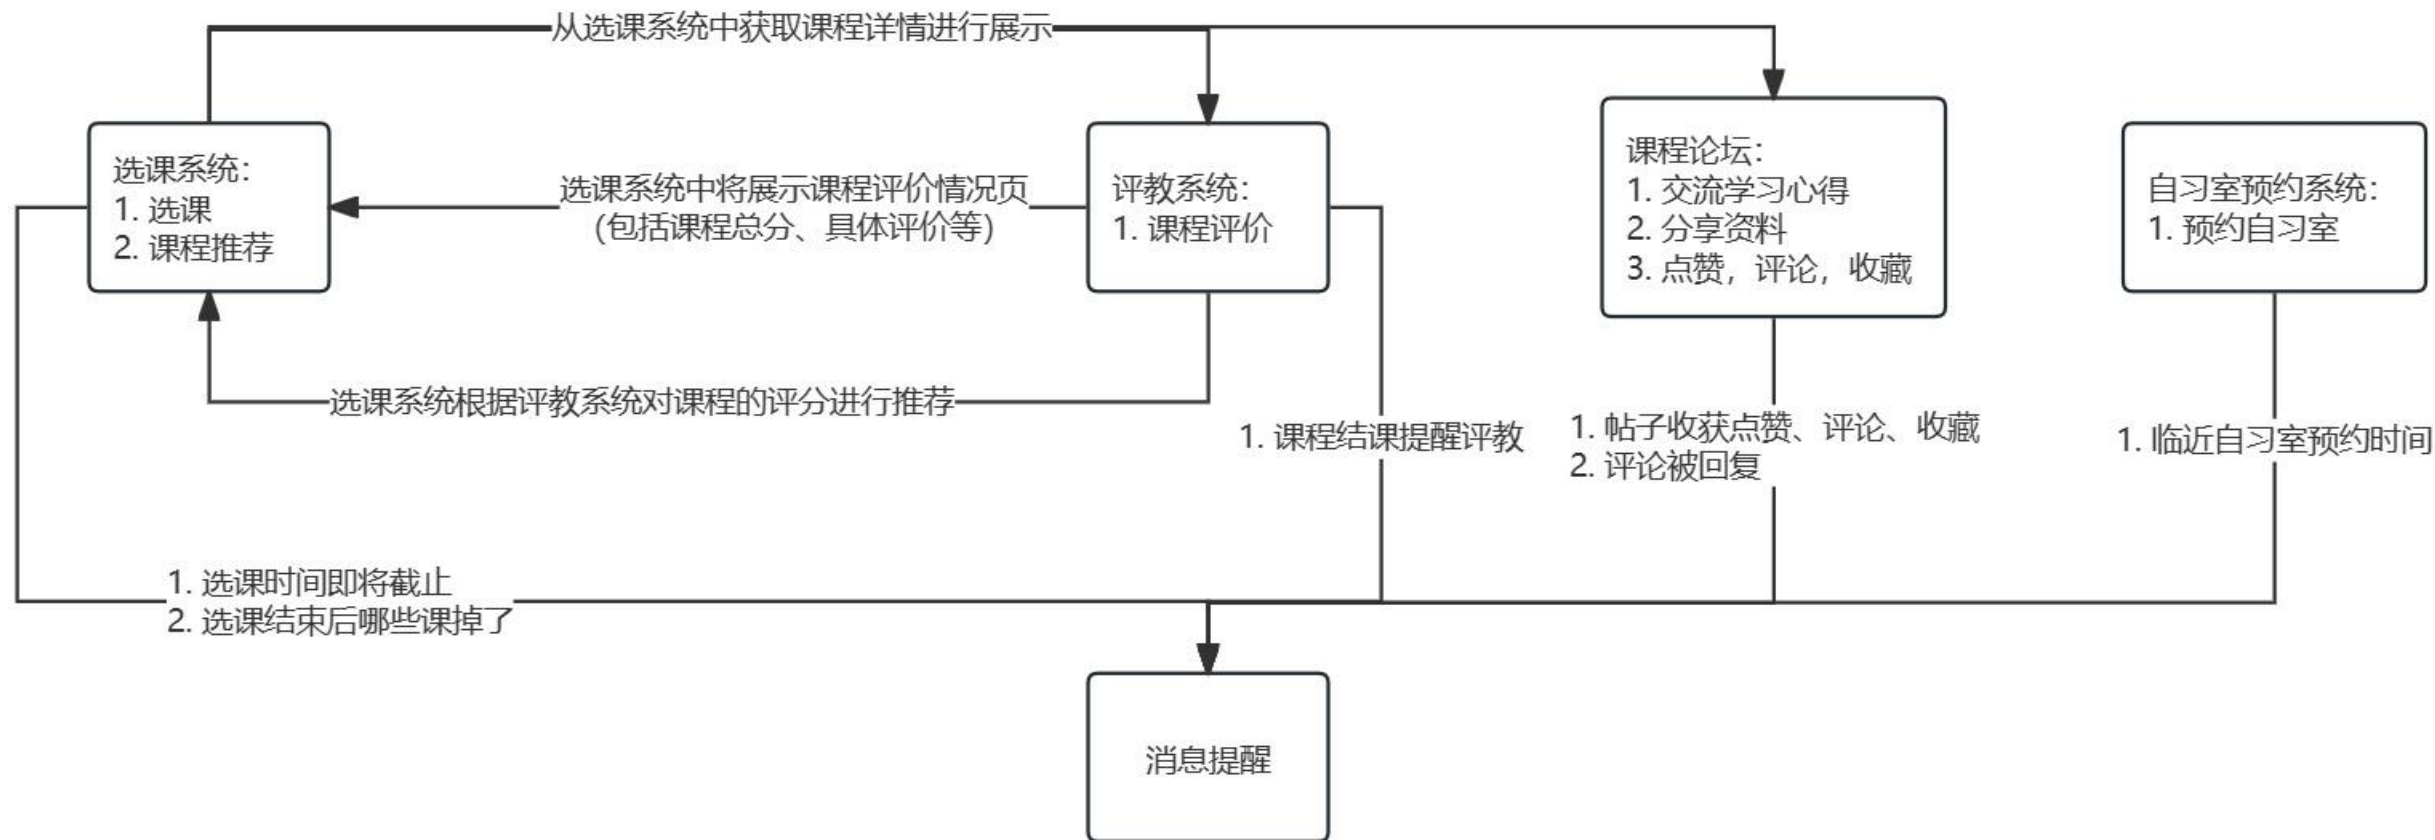 从选课系统中获取课程详情进行展示
选课系统：
1. 选课
2. 课程推荐
选课系统中将展示课程评价情况页
（包括课程总分、具体评价等）
评教系统：
1. 课程评价
课程论坛：
1. 交流学习心得
2. 分享资料
3. 点赞，评论，收藏
自习室预约系统：
1. 预约自习室
选课系统根据评教系统对课程的评分进行推荐
1. 课程结课提醒评教
1. 帖子收获点赞、评论、收藏
2. 评论被回复
1. 临近自习室预约时间
1. 选课时间即将截止
2. 选课结束后哪些课掉了
消息提醒